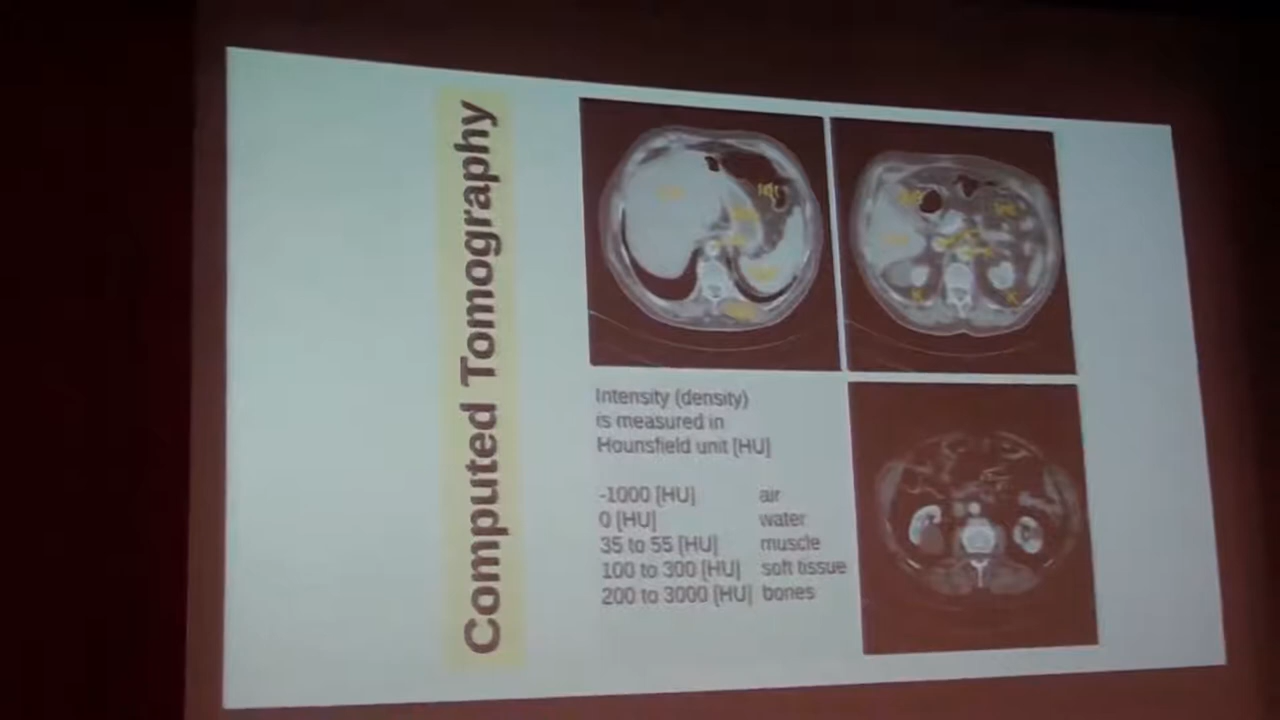 Computed Tomography
Intensity (density)
is measured in
Hounsfield unit [HU]
-1000 [HU] air
0 [HU] water
35 to 55 [HU] muscle
100 to 300 [HU] soft tissue
200 to 3000 [HU] bones
K
K